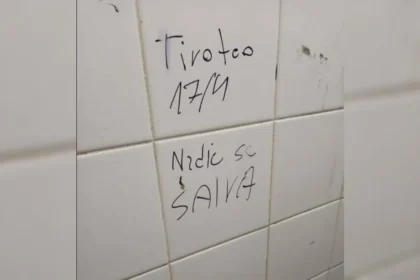 Tiroteo
17/4
Nadie se
SALVA